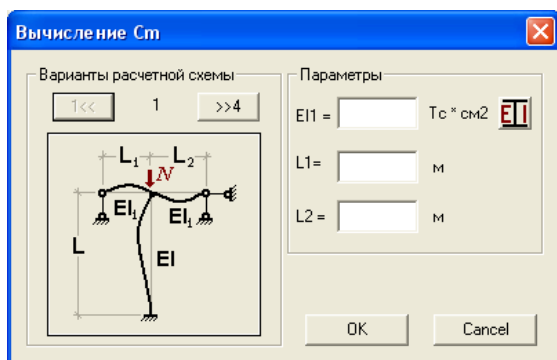 Вычисление Cm
Варианты расчетной схемы
1<< 1 >>4
L1 L2
N
EI1 EI1
L
EI
Параметры
EI1 = Тс * см2 EI
L1= м
L2 = м
OK Cancel